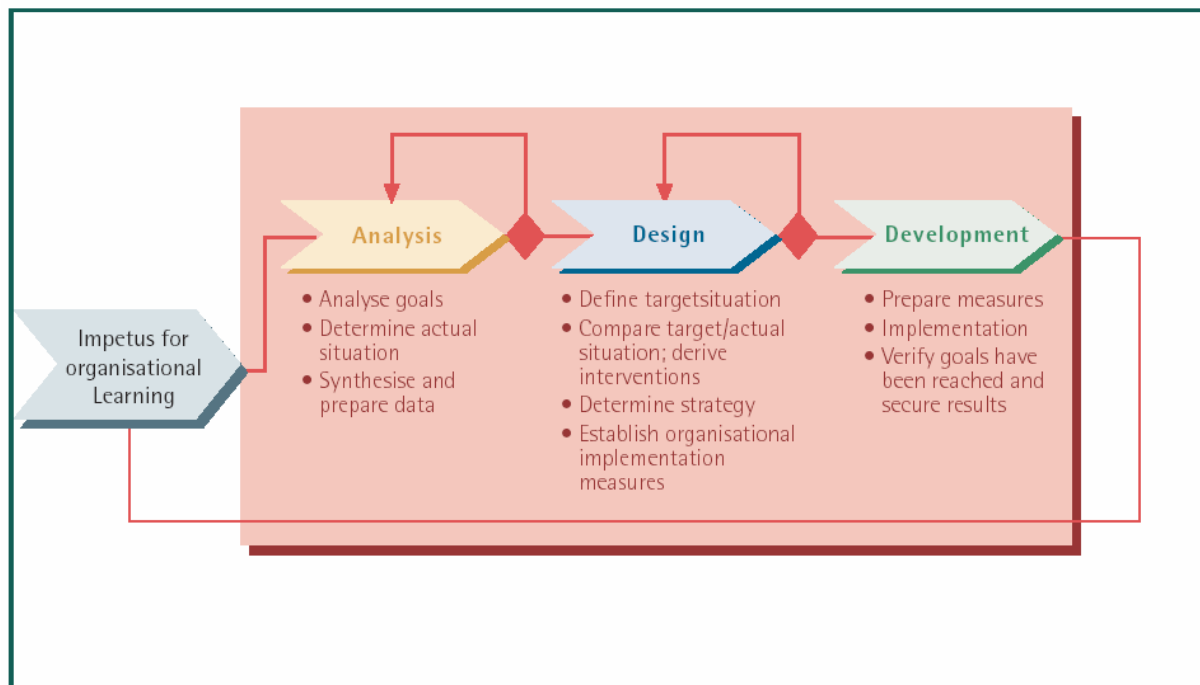 Impetus for
organisational
Learning
Analysis
• Analyse goals
• Determine actual
situation
• Synthesise and
prepare data
Design
• Define targetsituation
• Compare target/actual
situation; derive
interventions
• Determine strategy
• Establish organisational
implementation
measures
Development
• Prepare measures
• Implementation
• Verify goals have
been reached and
secure results